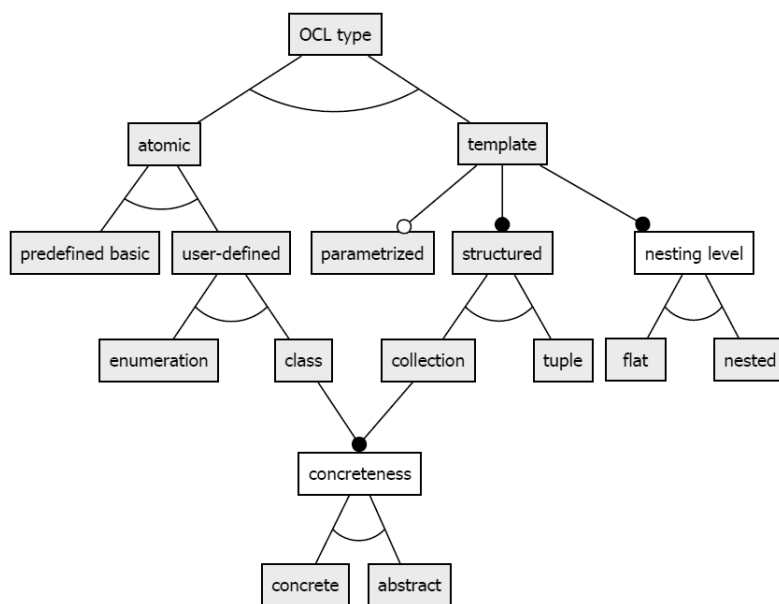 OCL type
atomic
template
predefined basic
user-defined
parametrized
structured
nesting level
enumeration
class
collection
tuple
flat
nested
concreteness
concrete
abstract